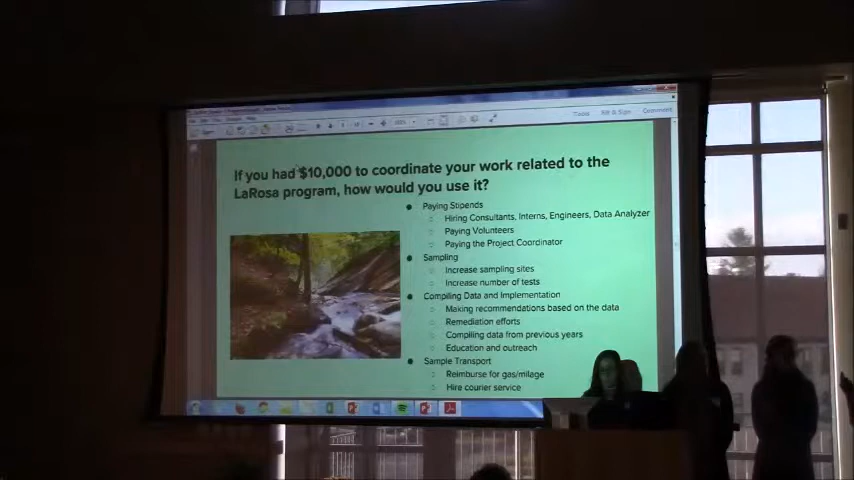 Tools
Fill & Sign
Comment
If you had $10,000 to coordinate your work related to the
LaRosa program, how would you use it?
Paying Stipends
Hiring Consultants, Interns, Engineers, Data Analyzer
Paying Volunteers
Paying the Project Coordinator
Sampling
Increase sampling sites
Increase number of tests
Compiling Data and Implementation
Making recommendations based on the data
Remediation efforts
Compiling data from previous years
Education and outreach
Sample Transport
Reimburse for gas/milage
Hire courier service